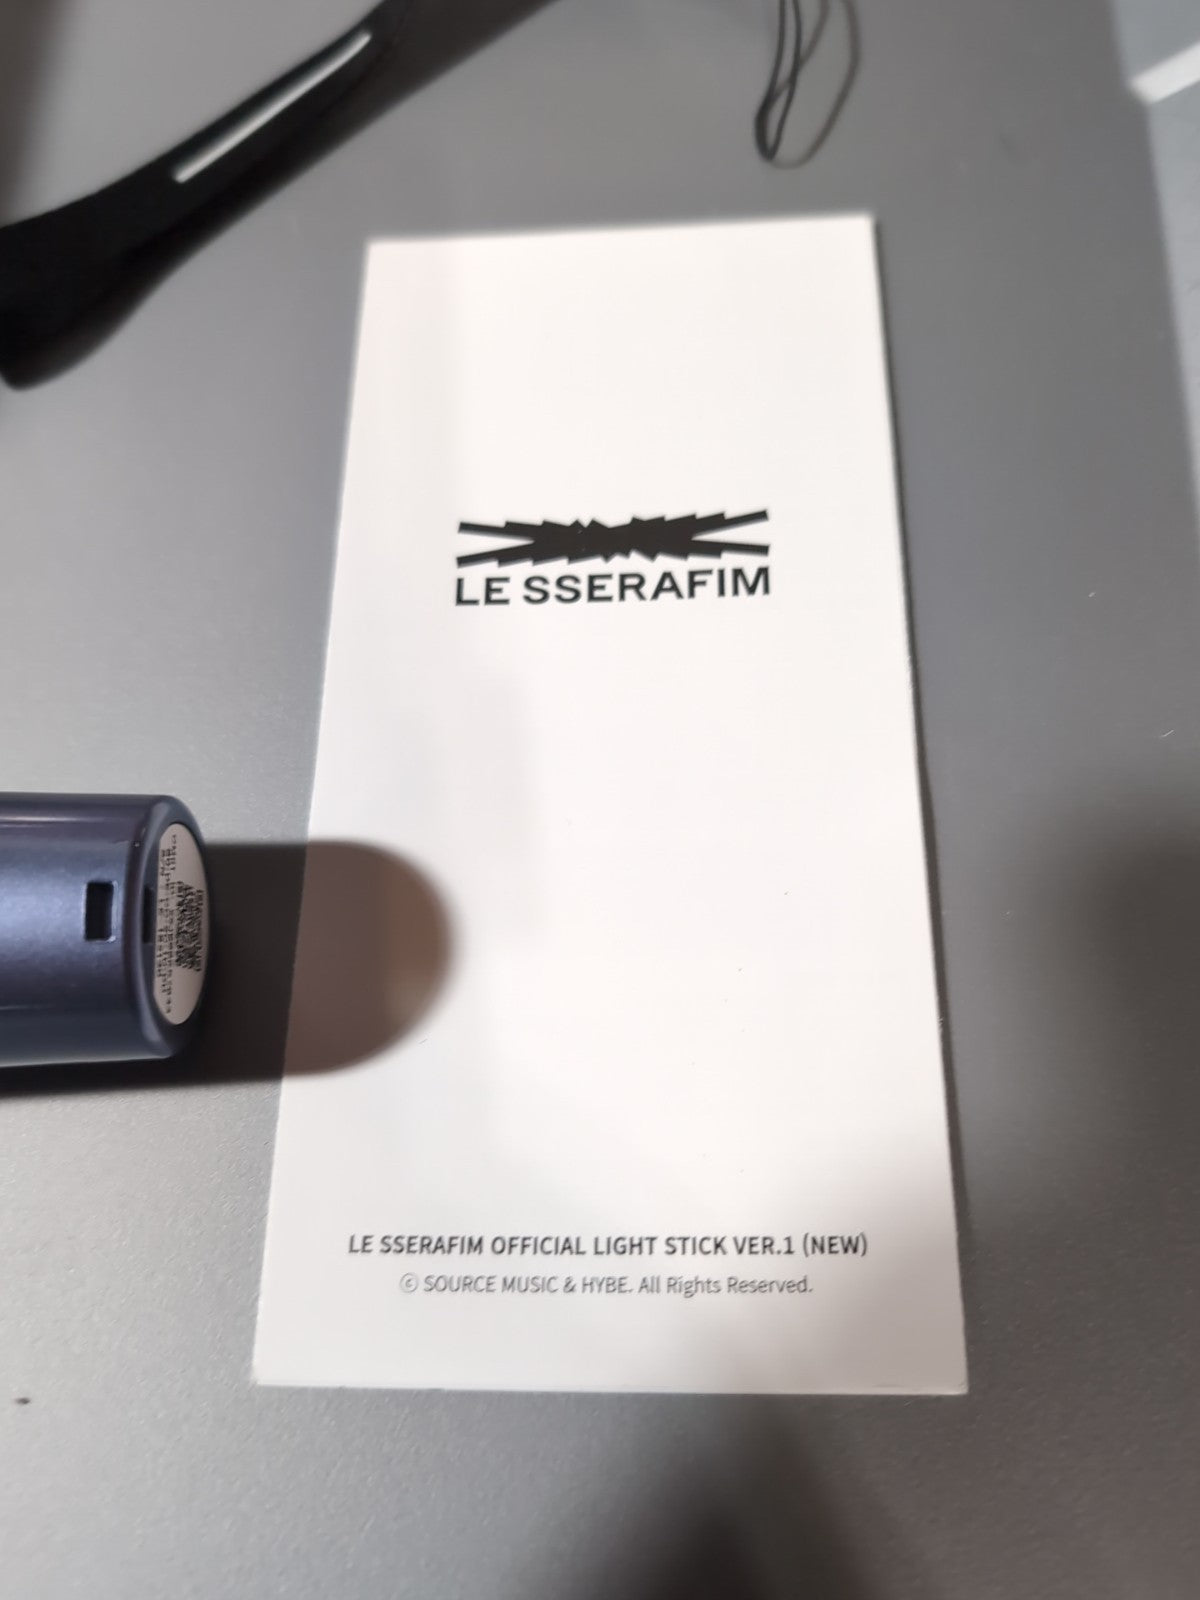 LE SSERAFIM
LE SSERAFIM OFFICIAL LIGHT STICK VER.1 (NEW)
ⓒ SOURCE MUSIC & HYBE. All Rights Reserved.